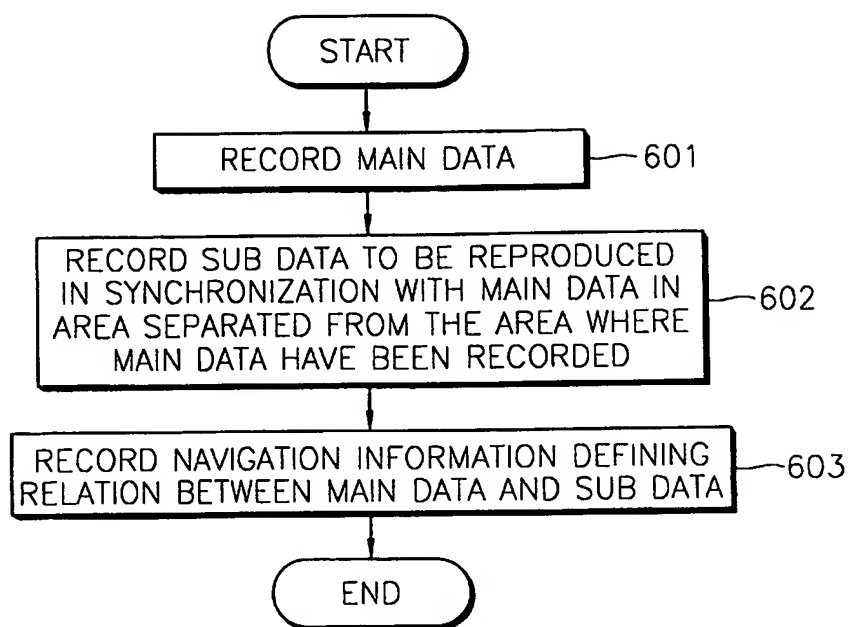 START
RECORD MAIN DATA
601
RECORD SUB DATA TO BE REPRODUCED
IN SYNCHRONIZATION WITH MAIN DATA IN
AREA SEPARATED FROM THE AREA WHERE
MAIN DATA HAVE BEEN RECORDED
602
RECORD NAVIGATION INFORMATION DEFINING
RELATION BETWEEN MAIN DATA AND SUB DATA
603
END